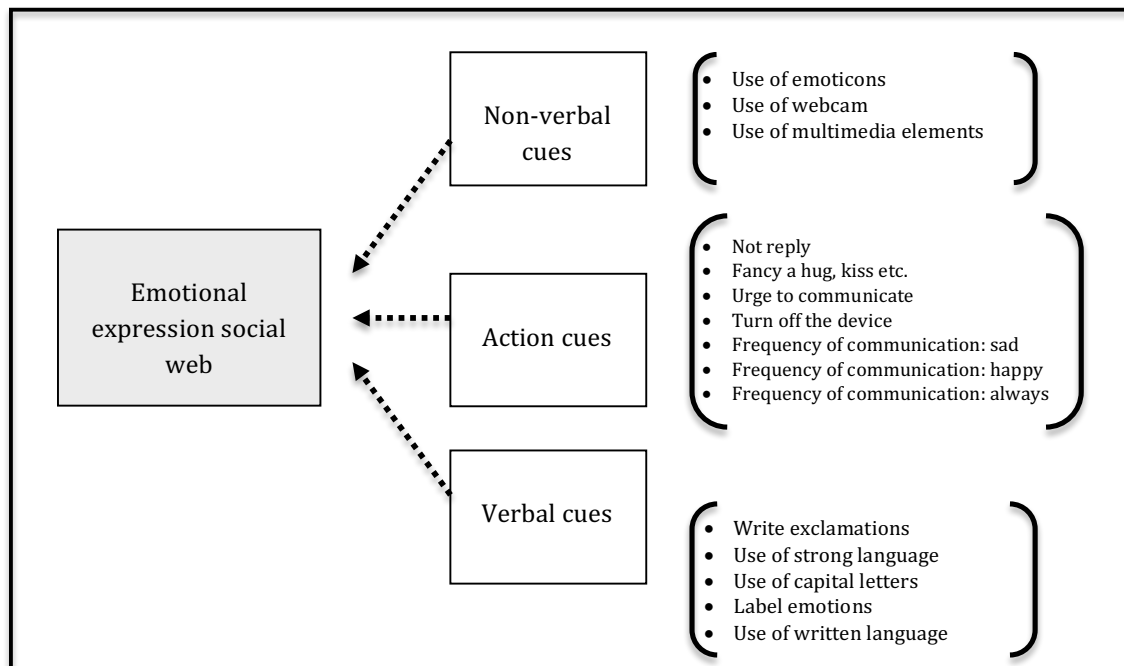 Non-verbal
cues
• Use of emoticons
• Use of webcam
• Use of multimedia elements
Emotional
expression social
web
Action cues
• Not reply
• Fancy a hug, kiss etc.
• Urge to communicate
• Turn off the device
• Frequency of communication: sad
• Frequency of communication: happy
• Frequency of communication: always
Verbal cues
• Write exclamations
• Use of strong language
• Use of capital letters
• Label emotions
• Use of written language